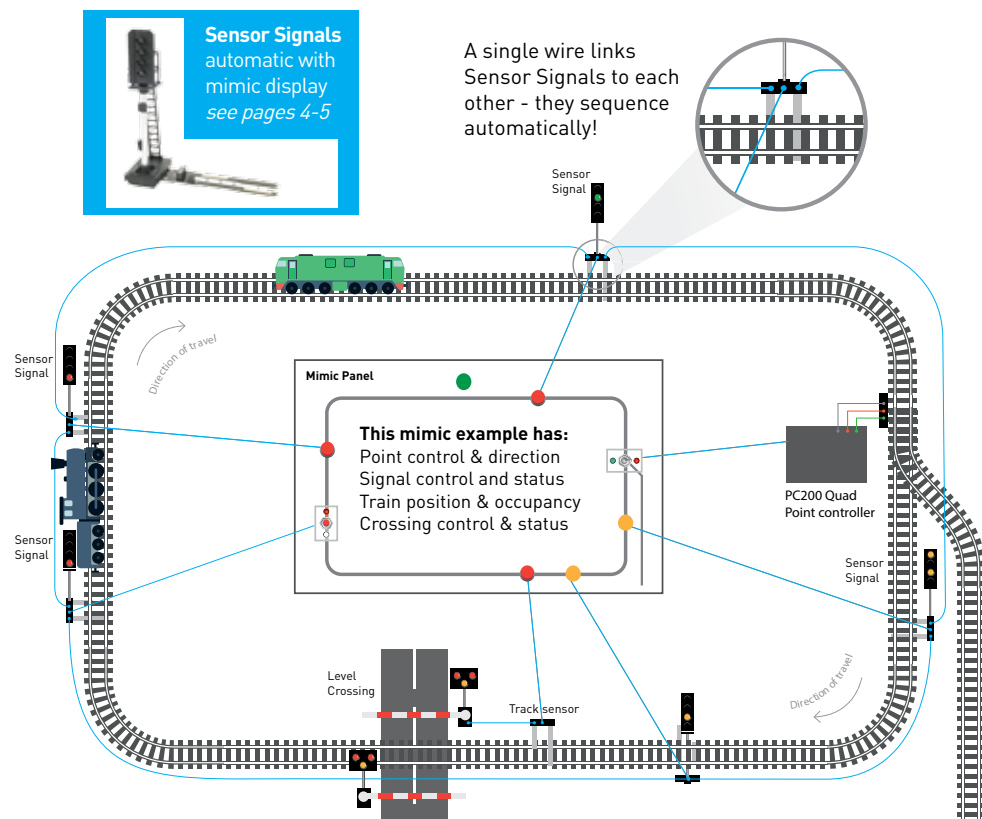 Sensor Signals
automatic with
mimic display
see pages 4-5
A single wire links
Sensor Signals to each
other - they sequence
automatically!
Sensor
Signal
Direction of travel
Sensor
Signal
Mimic Panel
This mimic example has:
Point control & direction
Signal control and status
Train position & occupancy
Crossing control & status
PC200 Quad
Point controller
Sensor
Signal
Sensor
Signal
Direction of travel
Level
Crossing
Track sensor